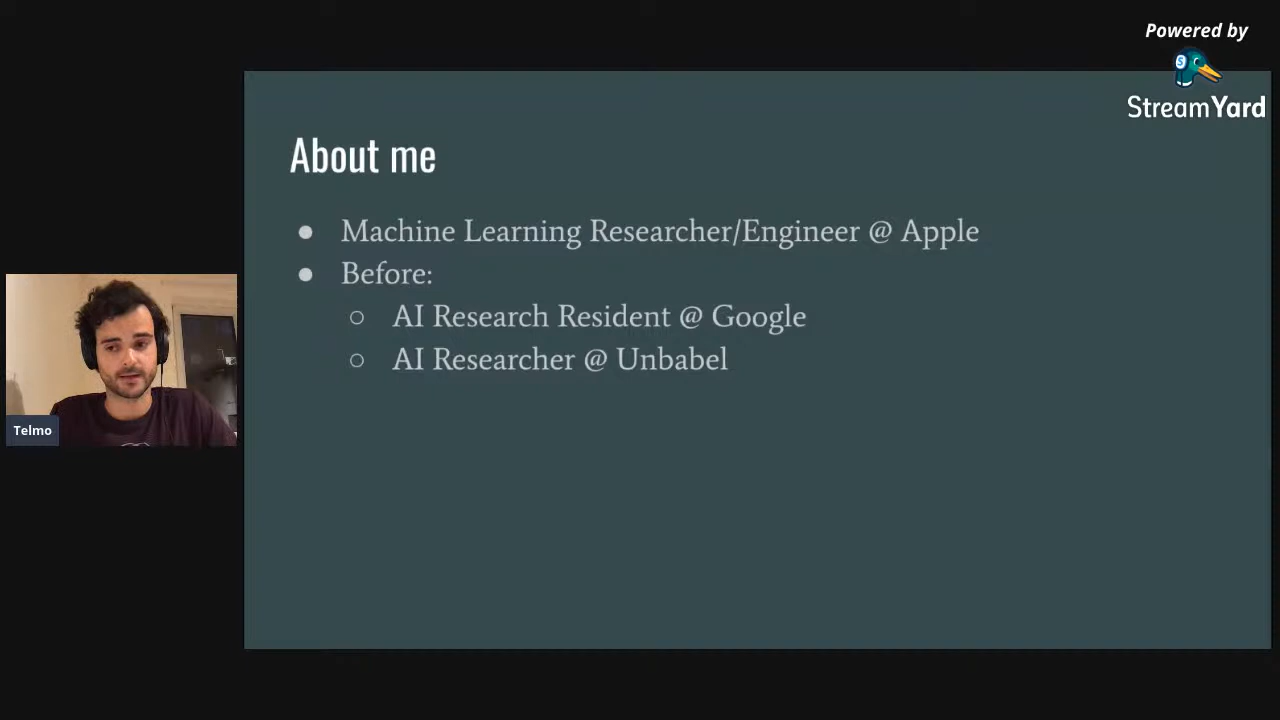 Powered by
StreamYard
About me
Machine Learning Researcher/Engineer @ Apple
Before:
AI Research Resident @ Google
AI Researcher @ Unbabel
Telmo